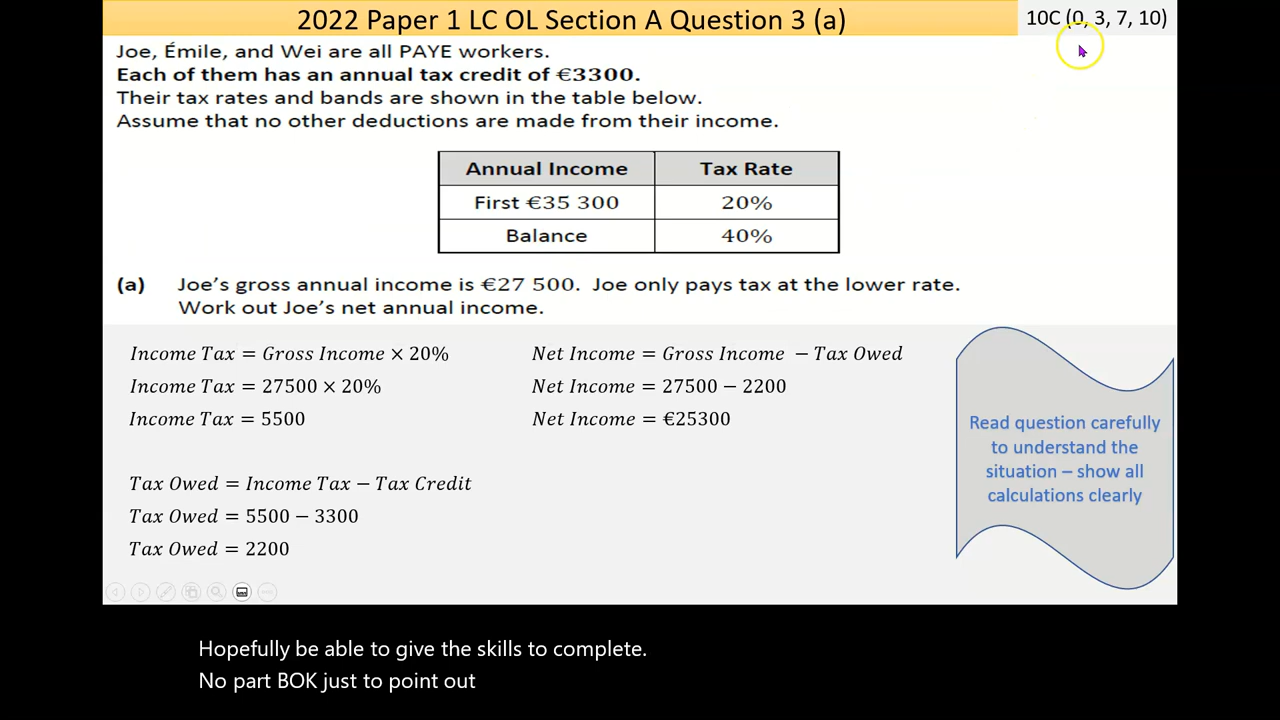 2022 Paper 1 LC OL Section A Question 3 (a)
10C (0, 3, 7, 10)
Joe, Émile, and Wei are all PAYE workers.
Each of them has an annual tax credit of €3300.
Their tax rates and bands are shown in the table below.
Assume that no other deductions are made from their income.
Annual Income Tax Rate
First €35 300 20%
Balance 40%
(a) Joe's gross annual income is €27 500. Joe only pays tax at the lower rate.
Work out Joe's net annual income.
Income Tax = Gross Income × 20%
Income Tax = 27500 × 20%
Income Tax = 5500
Tax Owed = Income Tax − Tax Credit
Tax Owed = 5500 − 3300
Tax Owed = 2200
Net Income = Gross Income − Tax Owed
Net Income = 27500 − 2200
Net Income = €25300
Read question carefully
to understand the
situation – show all
calculations clearly
Hopefully be able to give the skills to complete.
No part BOK just to point out